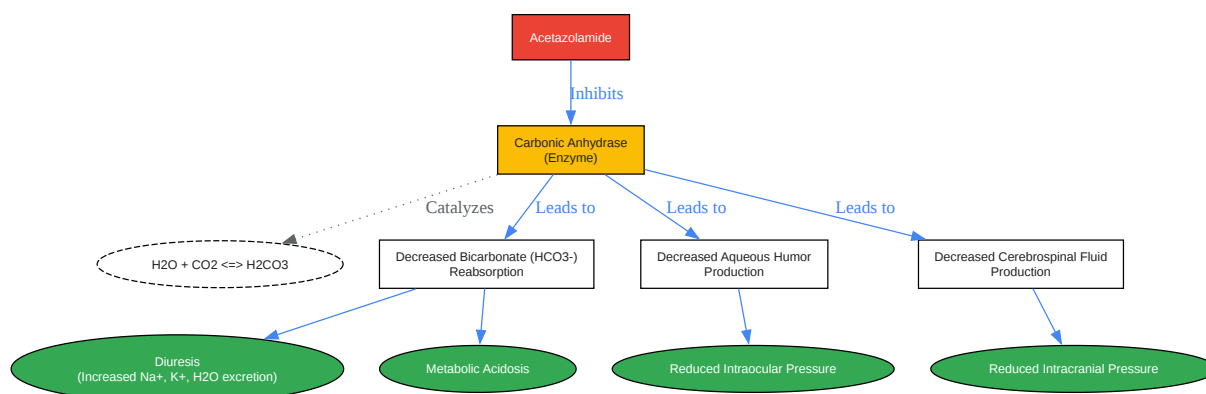 Acetazolamide
Inhibits
Carbonic Anhydrase
(Enzyme)
Catalyzes
Leads to
Leads to
Leads to
H2O + CO2 <=> H2CO3
Decreased Bicarbonate (HCO3-)
Reabsorption
Decreased Aqueous Humor
Production
Decreased Cerebrospinal Fluid
Production
Diuresis
(Increased Na+, K+, H2O excretion)
Metabolic Acidosis
Reduced Intraocular Pressure
Reduced Intracranial Pressure